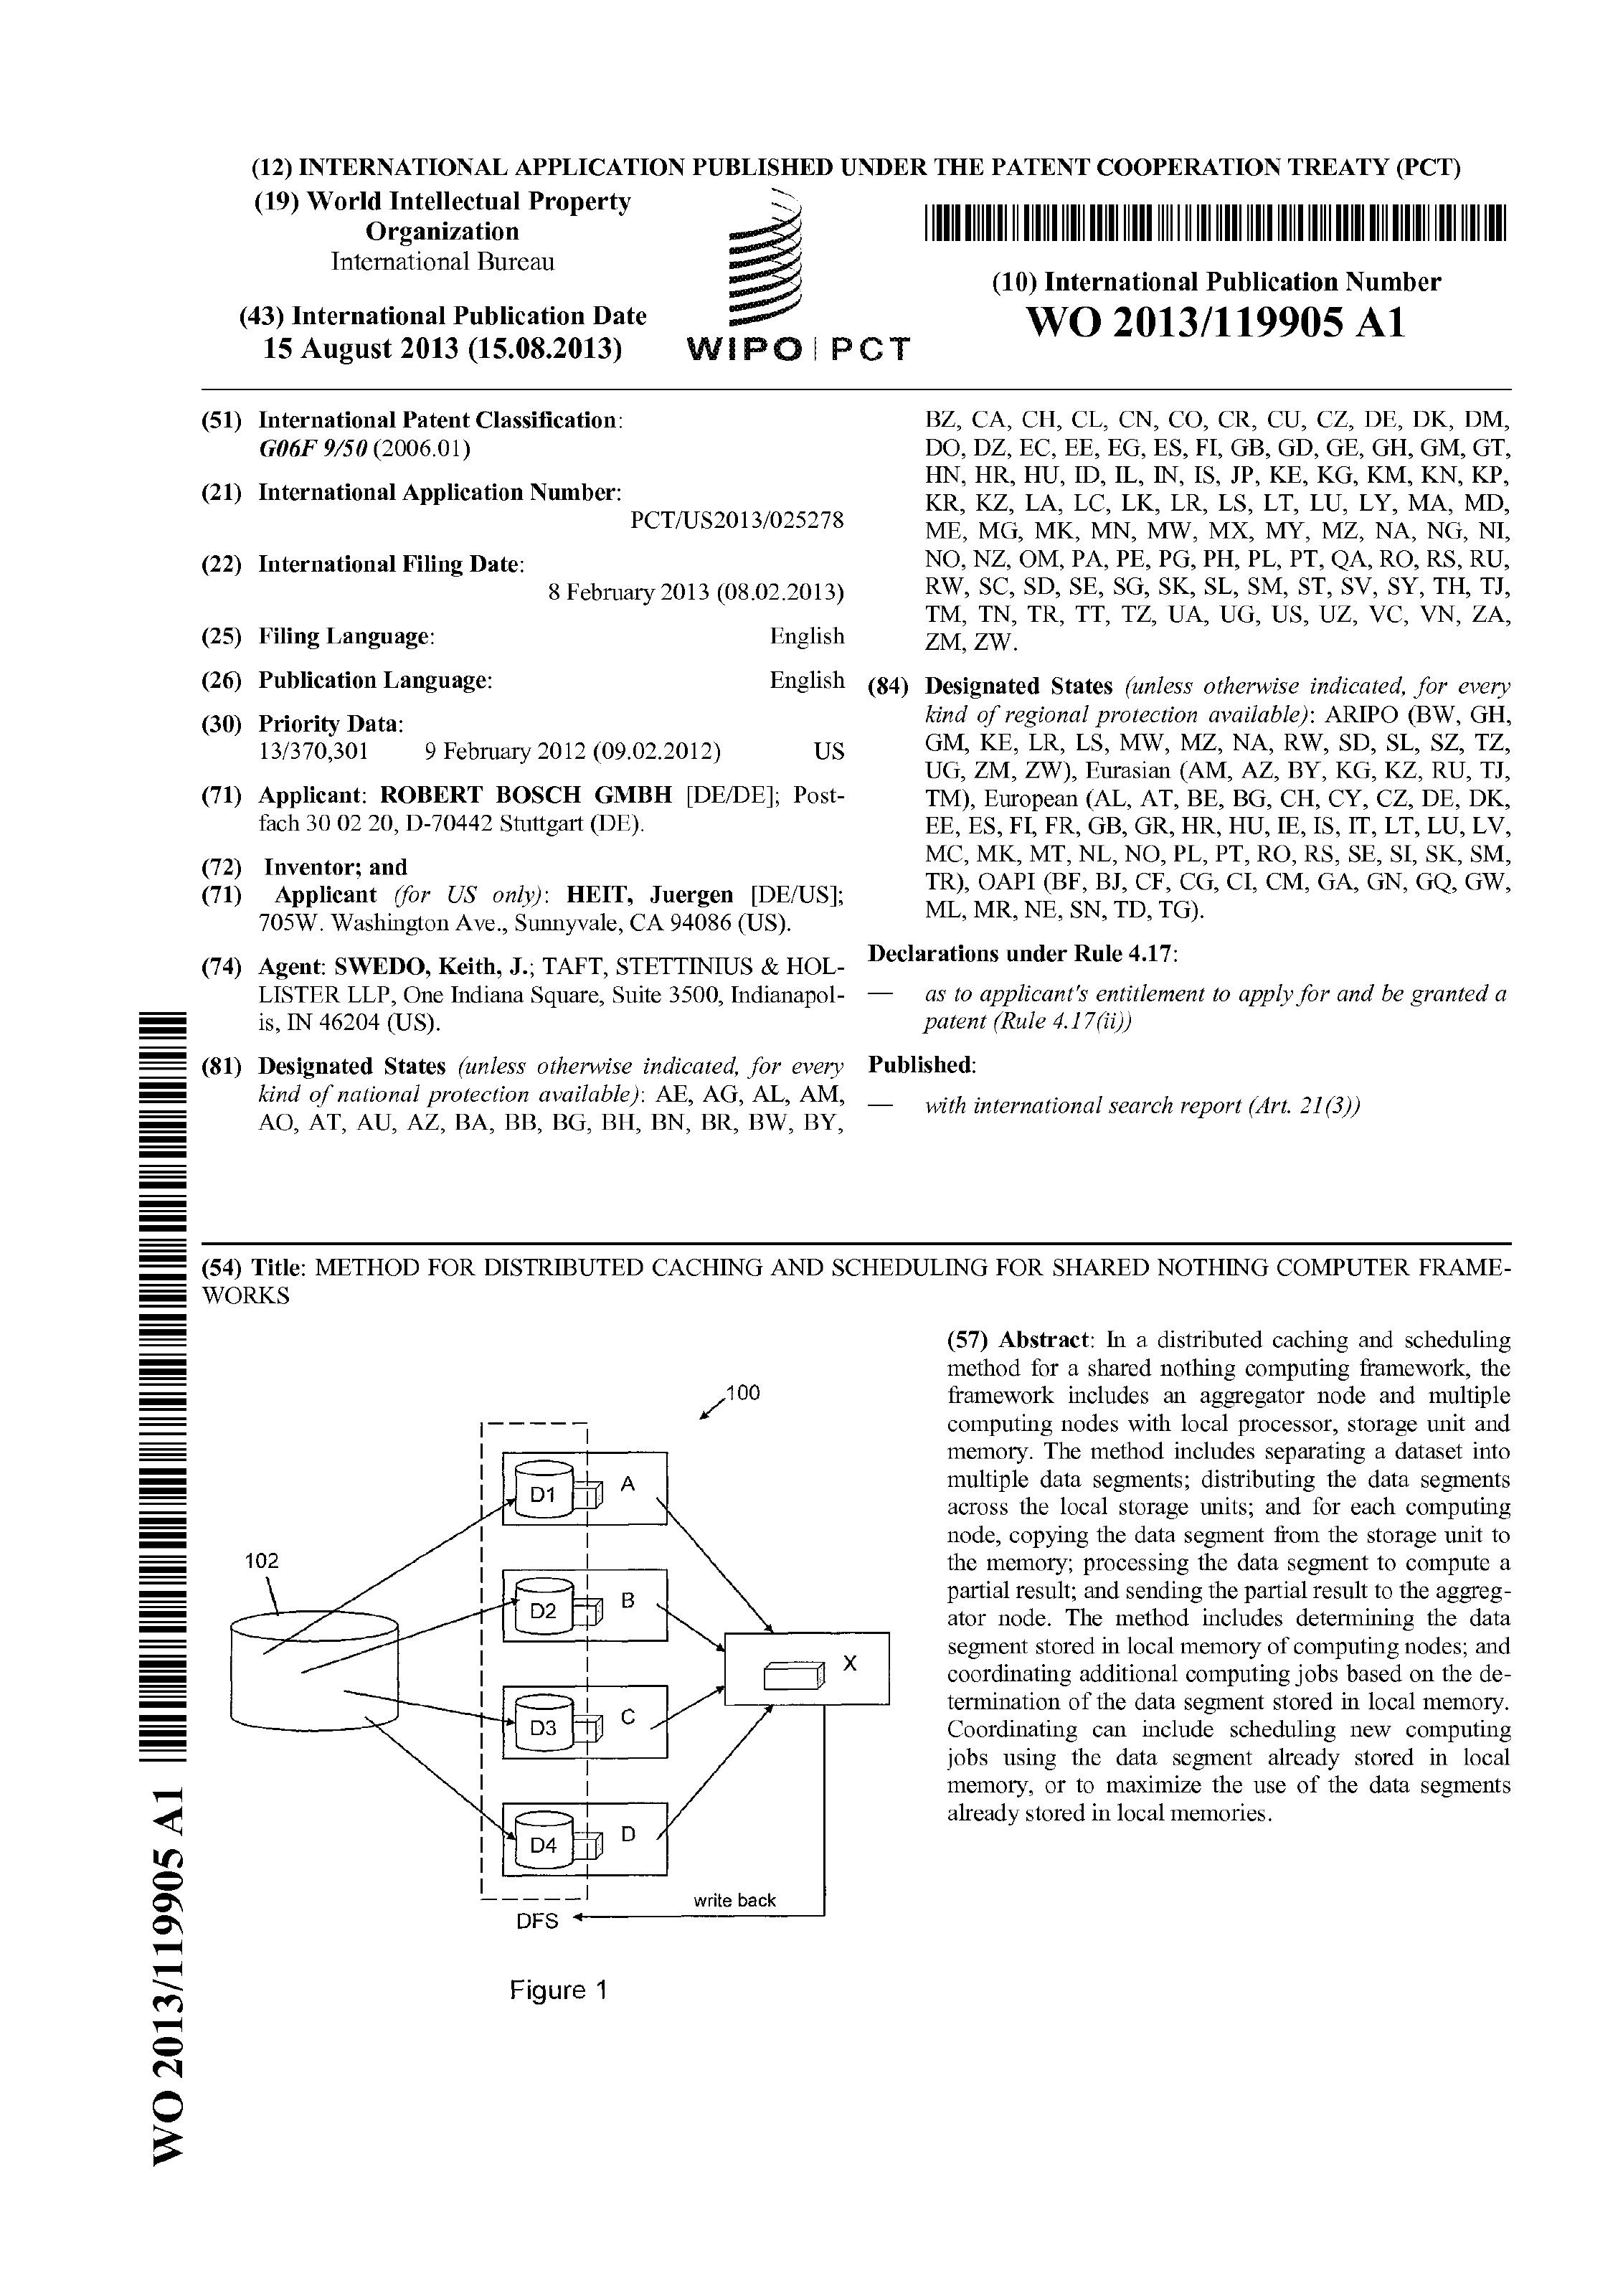 (12) INTERNATIONAL APPLICATION PUBLISHED UNDER THE PATENT COOPERATION TREATY (PCT)
(19) World Intellectual Property
Organization
International Bureau
(43) International Publication Date
15 August 2013 (15.08.2013)
WIPO | PCT
(10) International Publication Number
WO 2013/119905 A1
(51) International Patent Classification:
G06F 9/50 (2006.01)
(21) International Application Number:
PCT/US2013/025278
(22) International Filing Date:
8 February 2013 (08.02.2013)
(25) Filing Language: English
(26) Publication Language: English
(30) Priority Data:
13/370,301 9 February 2012 (09.02.2012) US
(71) Applicant: ROBERT BOSCH GMBH [DE/DE]; Post-
fach 30 02 20, D-70442 Stuttgart (DE).
(72) Inventor; and
(71) Applicant (for US only): HEIT, Juergen [DE/US];
705W. Washington Ave., Sunnyvale, CA 94086 (US).
(74) Agent: SWEDO, Keith, J.; TAFT, STETTINIUS & HOL-
LISTER LLP, One Indiana Square, Suite 3500, Indianapol-
is, IN 46204 (US).
(81) Designated States (unless otherwise indicated, for every
kind of national protection available): AE, AG, AL, AM,
AO, AT, AU, AZ, BA, BB, BG, BH, BN, BR, BW, BY,
BZ, CA, CH, CL, CN, CO, CR, CU, CZ, DE, DK, DM,
DO, DZ, EC, EE, EG, ES, FI, GB, GD, GE, GH, GM, GT,
HN, HR, HU, ID, IL, IN, IS, JP, KE, KG, KM, KN, KP,
KR, KZ, LA, LC, LK, LR, LS, LT, LU, LY, MA, MD,
ME, MG, MK, MN, MW, MX, MY, MZ, NA, NG, NI,
NO, NZ, OM, PA, PE, PG, PH, PL, PT, QA, RO, RS, RU,
RW, SC, SD, SE, SG, SK, SL, SM, ST, SV, SY, TH, TJ,
TM, TN, TR, TT, TZ, UA, UG, US, UZ, VC, VN, ZA,
ZM, ZW.
(84) Designated States (unless otherwise indicated, for every
kind of regional protection available): ARIPO (BW, GH,
GM, KE, LR, LS, MW, MZ, NA, RW, SD, SL, SZ, TZ,
UG, ZM, ZW), Eurasian (AM, AZ, BY, KG, KZ, RU, TJ,
TM), European (AL, AT, BE, BG, CH, CY, CZ, DE, DK,
EE, ES, FI, FR, GB, GR, HR, HU, IE, IS, IT, LT, LU, LV,
MC, MK, MT, NL, NO, PL, PT, RO, RS, SE, SI, SK, SM,
TR), OAPI (BF, BJ, CF, CG, CI, CM, GA, GN, GQ, GW,
ML, MR, NE, SN, TD, TG).
Declarations under Rule 4.17:
— as to applicant's entitlement to apply for and be granted a
patent (Rule 4.17(ii))
Published:
— with international search report (Art. 21(3))
(54) Title: METHOD FOR DISTRIBUTED CACHING AND SCHEDULING FOR SHARED NOTHING COMPUTER FRAME-
WORKS
100
102
D1 A
D2 B
D3 C
D4 D
X
write back
DFS
Figure 1
(57) Abstract: In a distributed caching and scheduling
method for a shared nothing computing framework, the
framework includes an aggregator node and multiple
computing nodes with local processor, storage unit and
memory. The method includes separating a dataset into
multiple data segments; distributing the data segments
across the local storage units; and for each computing
node, copying the data segment from the storage unit to
the memory; processing the data segment to compute a
partial result; and sending the partial result to the aggreg-
ator node. The method includes determining the data
segment stored in local memory of computing nodes; and
coordinating additional computing jobs based on the de-
termination of the data segment stored in local memory.
Coordinating can include scheduling new computing
jobs using the data segment already stored in local
memory, or to maximize the use of the data segments
already stored in local memories.
WO 2013/119905 A1